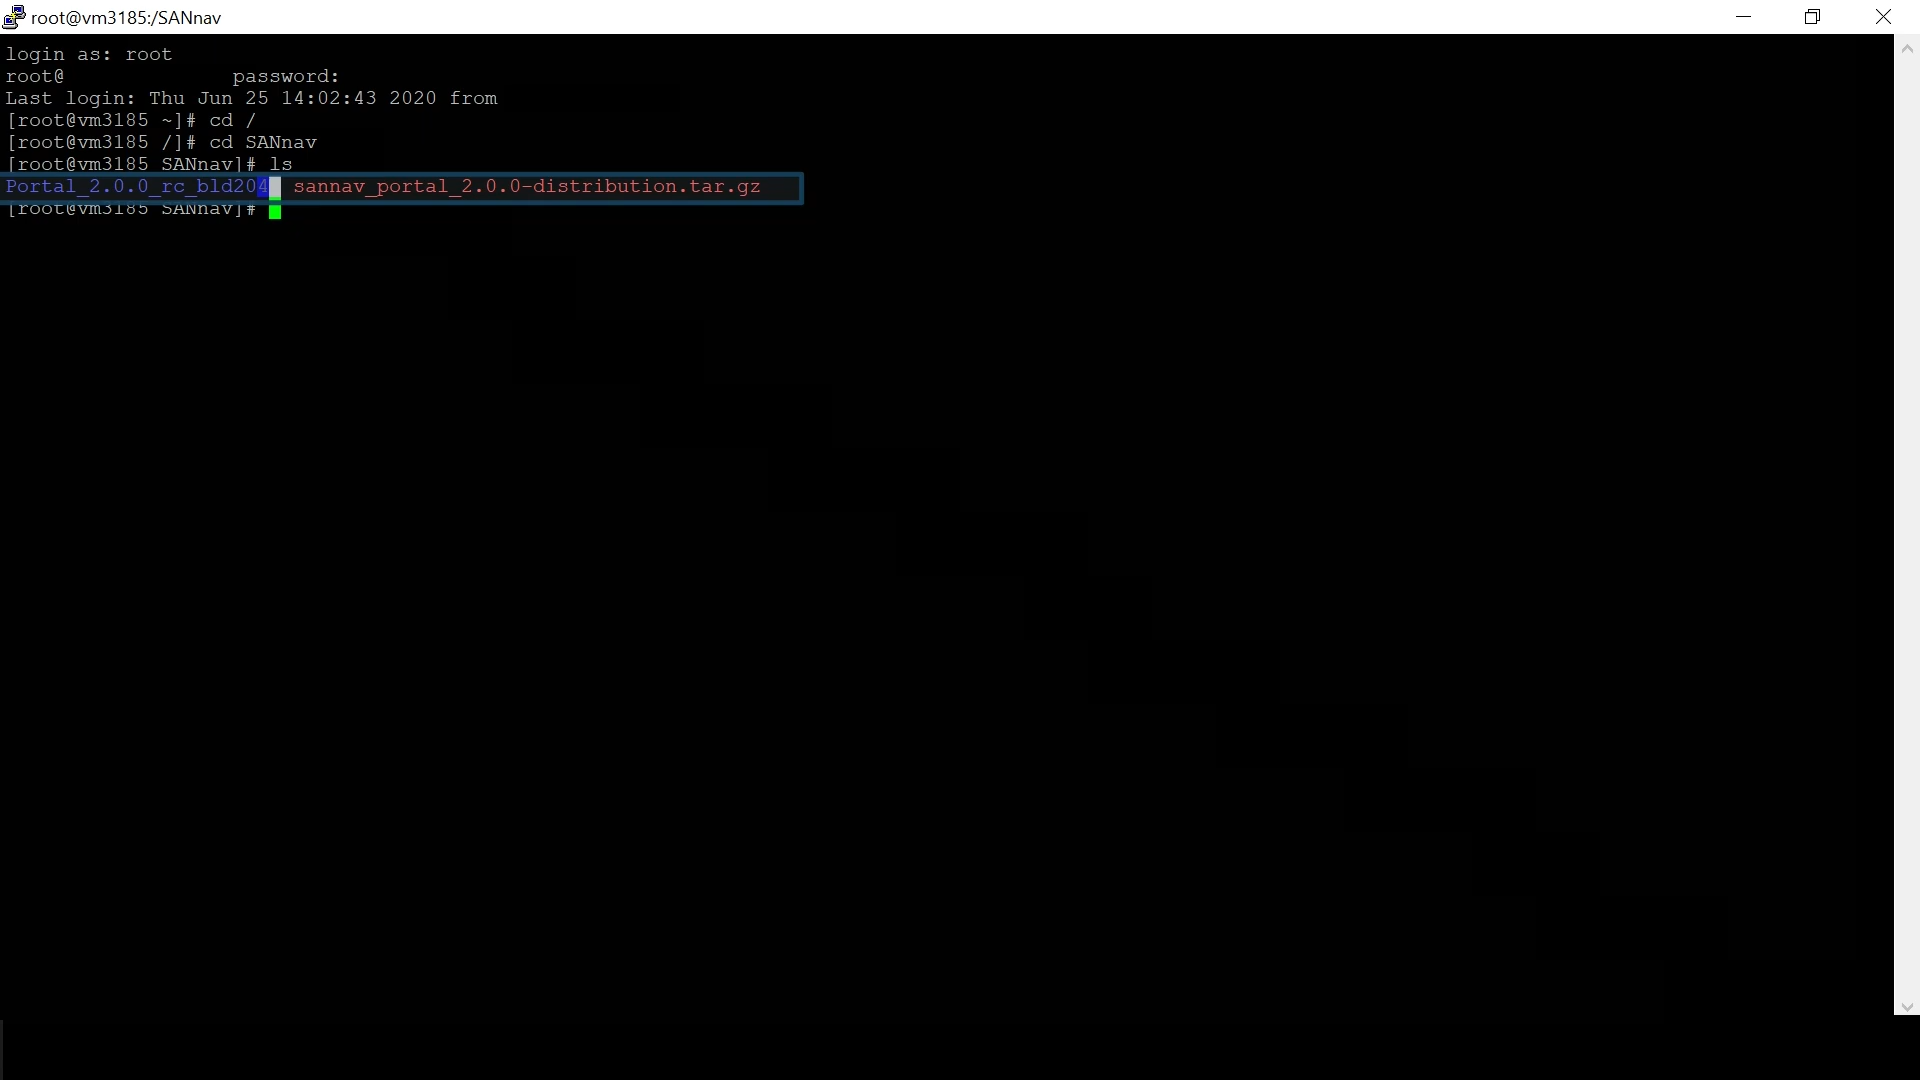 root@vm3185:/SANnav
login as: root
root@ password:
Last login: Thu Jun 25 14:02:43 2020 from
[root@vm3185 ~]# cd /
[root@vm3185 /]# cd SANnav
[root@vm3185 SANnav]# ls
Portal_2.0.0_rc_bld204 sannav_portal_2.0.0-distribution.tar.gz
[root@vm3185 SANnav]#